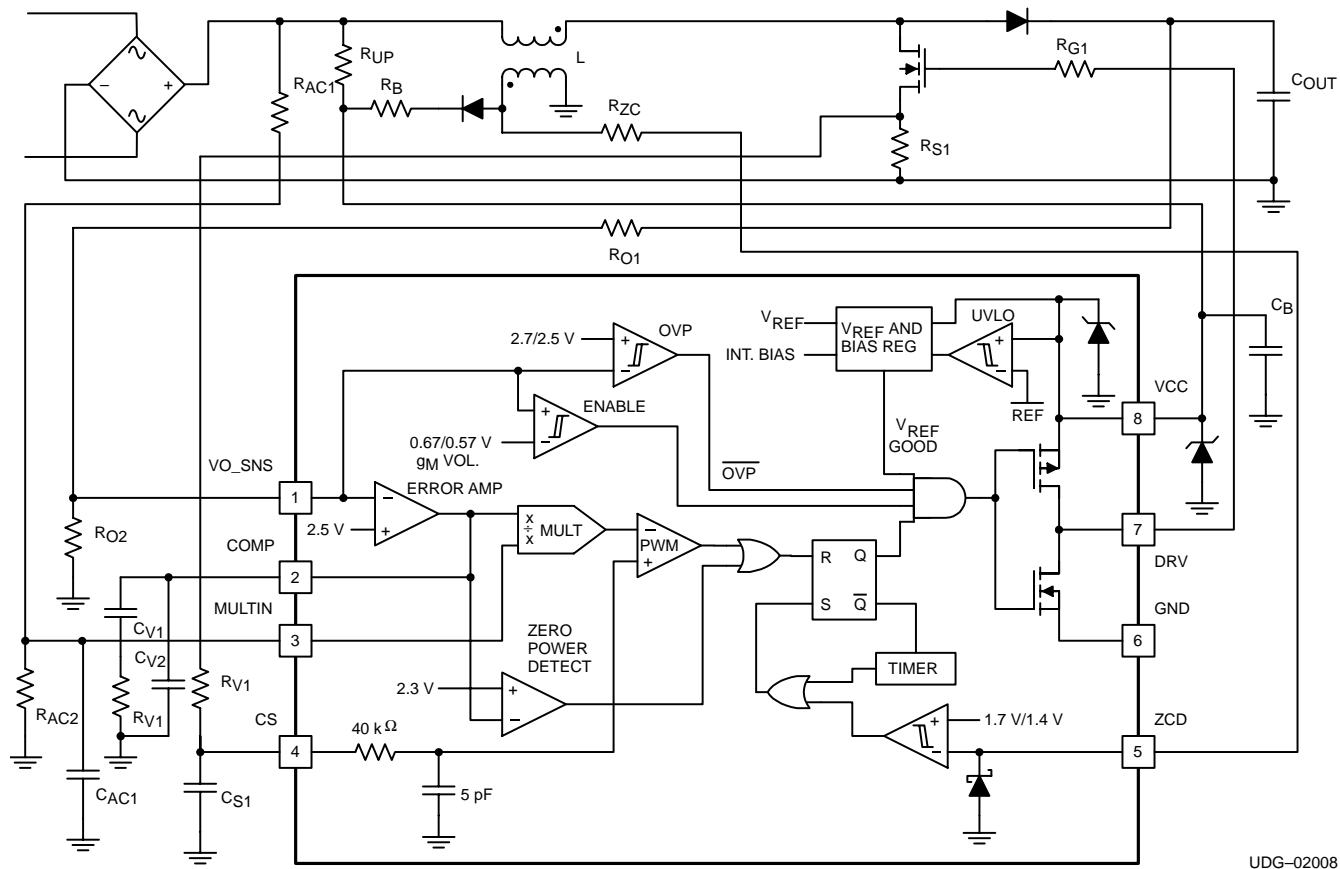 L
RUP
RAC1
RB
RZC
RG1
COUT
RS1
RO1
CB
2.7/2.5 V
OVP
+
−
VREF
INT. BIAS
VREF AND
BIAS REG
UVLO
+
−
REF
ENABLE
+
−
0.67/0.57 V
gM VOL.
ERROR AMP
VREF
GOOD
OVP
VCC
8
VO_SNS
1
−
+
2.5 V
RO2
COMP
2
x
÷
x
MULT
−
PWM
+
R Q
S Q
7
DRV
GND
6
MULTIN
3
CV1
CV2
RV1
RV1
RAC2
ZERO
POWER
DETECT
2.3 V
+
−
TIMER
+
−
1.7 V/1.4 V
ZCD
5
CS
4
40 kΩ
5 pF
CAC1
CS1
− +
UDG–02008